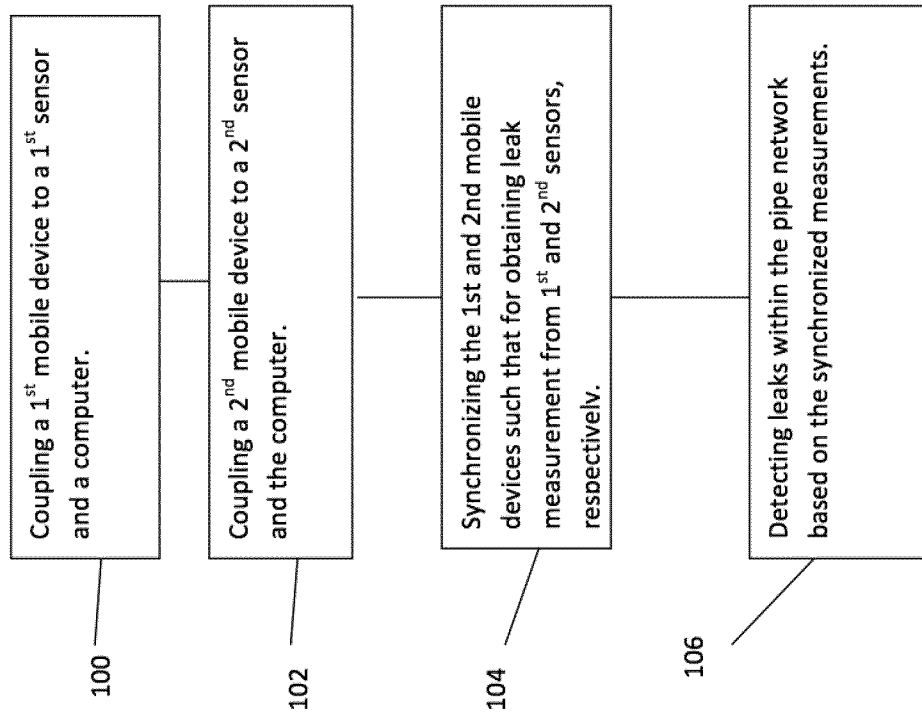 Coupling a 1st mobile device to a 1st sensor
and a computer.
100
Coupling a 2nd mobile device to a 2nd sensor
and the computer.
102
Synchronizing the 1st and 2nd mobile
devices such that for obtaining leak
measurement from 1st and 2nd sensors,
respectively.
104
Detecting leaks within the pipe network
based on the synchronized measurements.
106